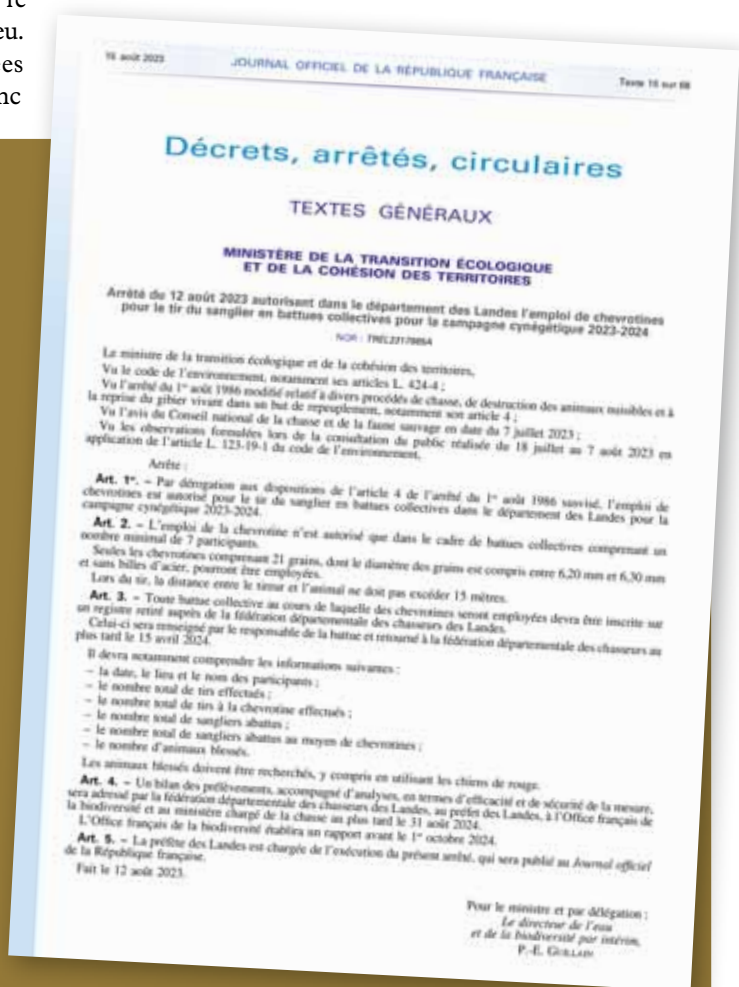 eu.
es
nc
août 2023
JOURNAL OFFICIEL DE LA RÉPUBLIQUE FRANÇAISE
Texte sur
Décrets, arrêtés, circulaires
TEXTES GÉNÉRAUX
MINISTÈRE DE LA TRANSITION ÉCOLOGIQUE
ET DE LA COHÉSION DES TERRITOIRES
Arrêté du 12 août 2023 autorisant dans le département des Landes l'emploi de chevrotines
pour le tir du sanglier en battues collectives pour la campagne cynégétique 2023-2024
NOR :
Le ministre de la transition écologique et de la cohésion des territoires,
Vu le code de l'environnement, notamment ses articles L. 424-4 ;
Vu l'arrêté du 1er août 1986 modifié relatif à divers procédés de chasse, de destruction des animaux nuisibles et à
la reprise du gibier vivant dans un but de repeuplement, notamment son article 4 ;
Vu l'avis du Conseil national de la chasse et de la faune sauvage en date du 7 juillet 2023 ;
Vu les observations formulées lors de la consultation du public réalisée du 18 juillet au 7 août 2023 en
application de l'article L. 123-19-1 du code de l'environnement,
Arrête :
Art. 1er. – Par dérogation aux dispositions de l'article 4 de l'arrêté du 1er août 1986 susvisé, l'emploi de
chevrotines est autorisé pour le tir du sanglier en battues collectives dans le département des Landes pour la
campagne cynégétique 2023-2024.
Art. 2. – L'emploi de la chevrotine n'est autorisé que dans le cadre de battues collectives comprenant un
nombre minimal de 7 participants.
Seules les chevrotines comprenant 21 grains, dont le diamètre des grains est compris entre 6,20 mm et 6,30 mm
et sans billes d'acier, pourront être employées.
Lors du tir, la distance entre le tireur et l'animal ne doit pas excéder 15 mètres.
Art. 3. – Toute battue collective au cours de laquelle des chevrotines seront employées devra être inscrite sur
un registre retiré auprès de la fédération départementale des chasseurs des Landes.
Celui-ci sera renseigné par le responsable de la battue et retourné à la fédération départementale des chasseurs au
plus tard le 15 avril 2024.
Il devra notamment comprendre les informations suivantes :
– la date, le lieu et le nom des participants ;
– le nombre total de tirs effectués ;
– le nombre total de tirs à la chevrotine effectués ;
– le nombre total de sangliers abattus ;
– le nombre total de sangliers abattus au moyen de chevrotines ;
– le nombre d'animaux blessés.
Les animaux blessés doivent être recherchés, y compris en utilisant les chiens de rouge.
Art. 4. – Un bilan des prélèvements, accompagné d'analyses, en termes d'efficacité et de sécurité de la mesure,
sera adressé par la fédération départementale des chasseurs des Landes, au préfet des Landes, à l'Office français de
la biodiversité et au ministère chargé de la chasse au plus tard le 31 août 2024.
L'Office français de la biodiversité établira un rapport avant le 1er octobre 2024.
Art. 5. – La préfète des Landes est chargée de l'exécution du présent arrêté, qui sera publié au Journal officiel
de la République française.
Fait le 12 août 2023.
Pour le ministre et par délégation :
Le directeur de l'eau
et de la biodiversité par intérim,
P.-E. GUILLAIN